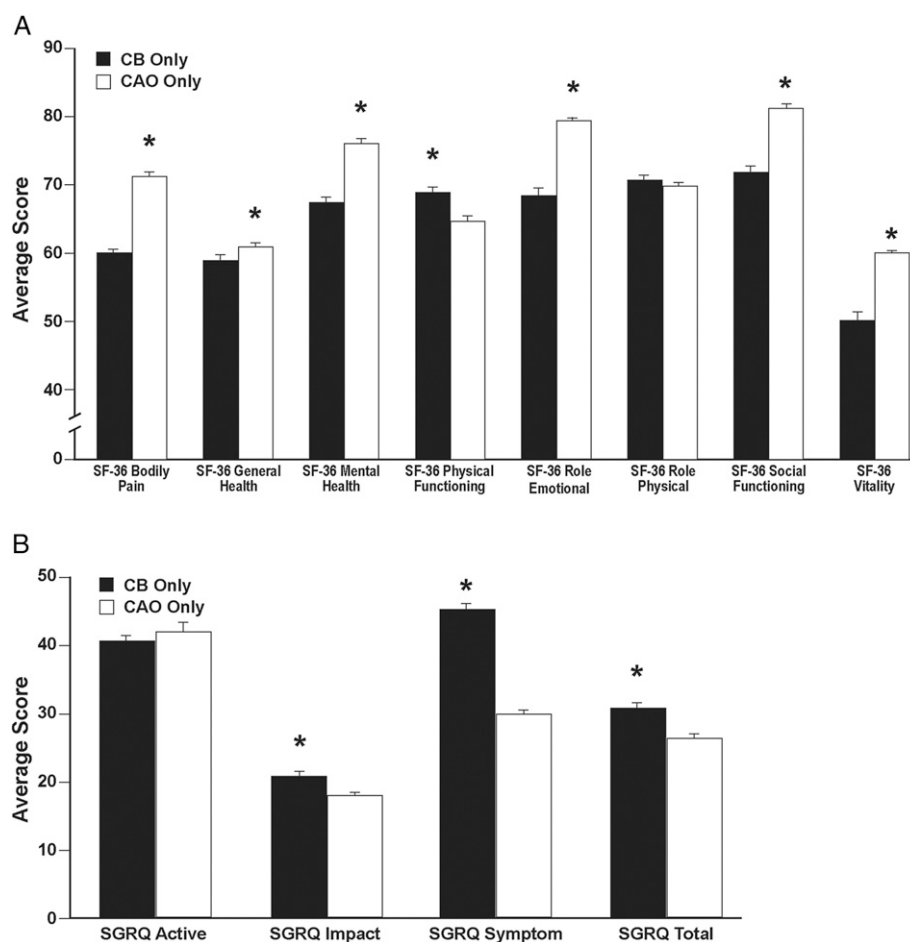 A
90
80
70
60
50
40
0
Average Score
CB Only
CAO Only
*
*
*
*
*
*
*
SF-36 Bodily
Pain
SF-36 General
Health
SF-36 Mental
Health
SF-36 Physical
Functioning
SF-36 Role
Emotional
SF-36 Role
Physical
SF-36 Social
Functioning
SF-36
Vitality
B
50
40
30
20
10
0
Average Score
CB Only
CAO Only
*
*
*
SGRQ Active
SGRQ Impact
SGRQ Symptom
SGRQ Total